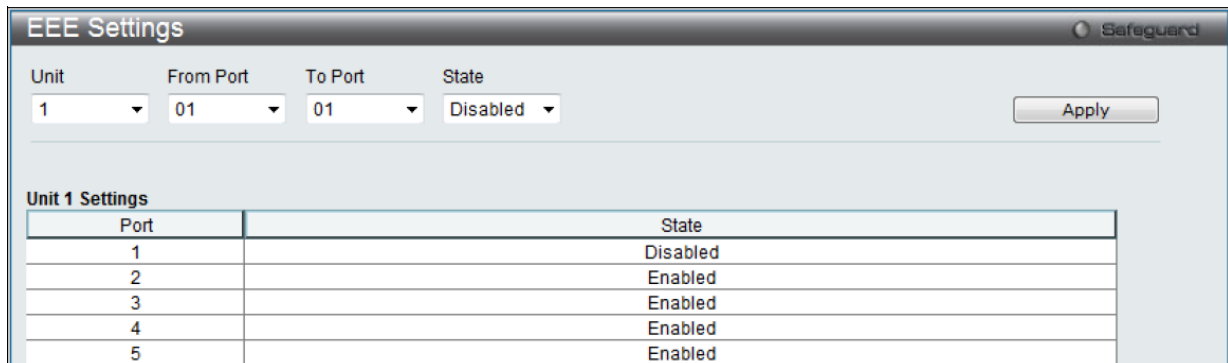 EEE Settings
Safeguard
Unit From Port To Port State
1 01 01 Disabled Apply
Unit 1 Settings
Port State
1 Disabled
2 Enabled
3 Enabled
4 Enabled
5 Enabled